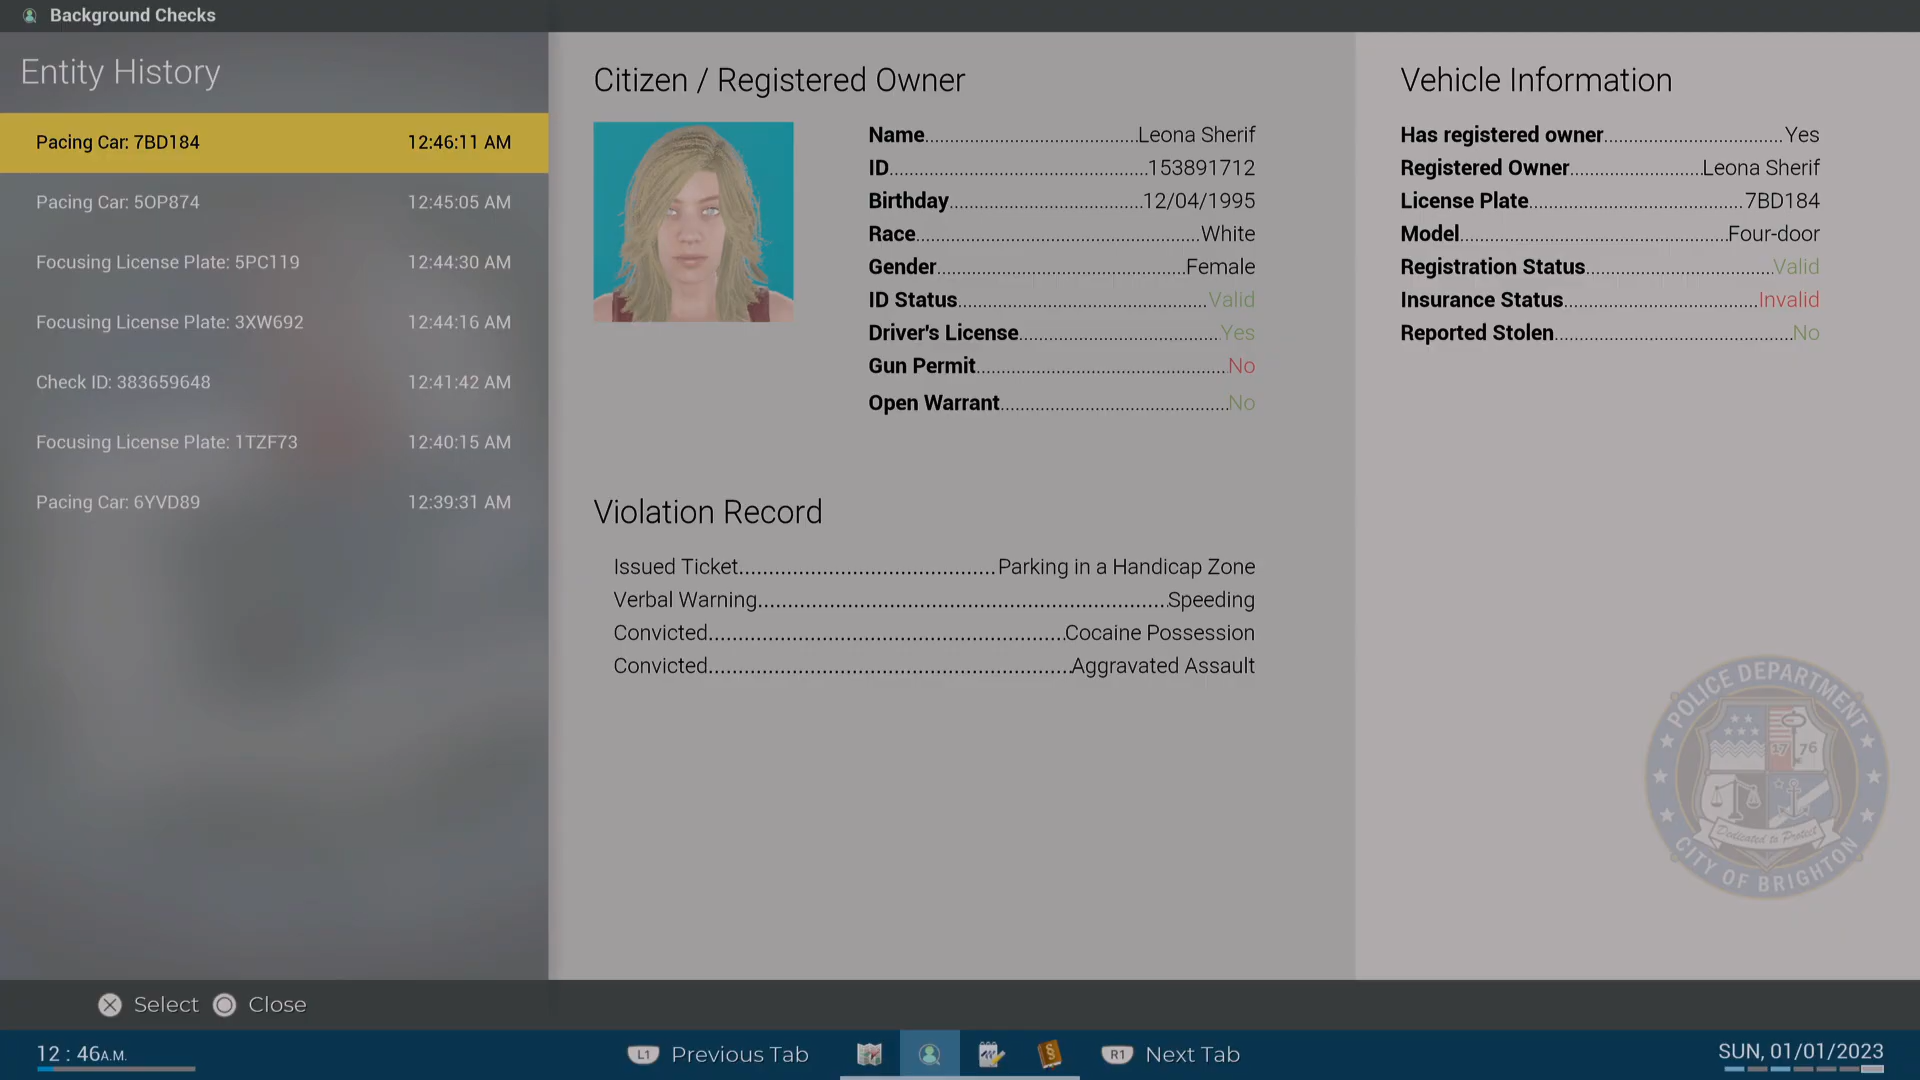 Background Checks
Entity History
Pacing Car: 7BD184 12:46:11 AM
Pacing Car: 5OP874 12:45:05 AM
Focusing License Plate: 5PC119 12:44:30 AM
Focusing License Plate: 3XW692 12:44:16 AM
Check ID: 383659648 12:41:42 AM
Focusing License Plate: 1TZF73 12:40:15 AM
Pacing Car: 6YVD89 12:39:31 AM
Citizen / Registered Owner
Name Leona Sherif
ID 153891712
Birthday 12/04/1995
Race White
Gender Female
ID Status Valid
Driver's License Yes
Gun Permit No
Open Warrant No
Violation Record
Issued Ticket Parking in a Handicap Zone
Verbal Warning Speeding
Convicted Cocaine Possession
Convicted Aggravated Assault
Vehicle Information
Has registered owner Yes
Registered Owner Leona Sherif
License Plate 7BD184
Model Four-door
Registration Status Valid
Insurance Status Invalid
Reported Stolen No
POLICE DEPARTMENT
17 76
Dedicated to Protect
CITY OF BRIGHTON
Select Close
12 : 46 A.M.
L1 Previous Tab
R1 Next Tab
SUN, 01/01/2023